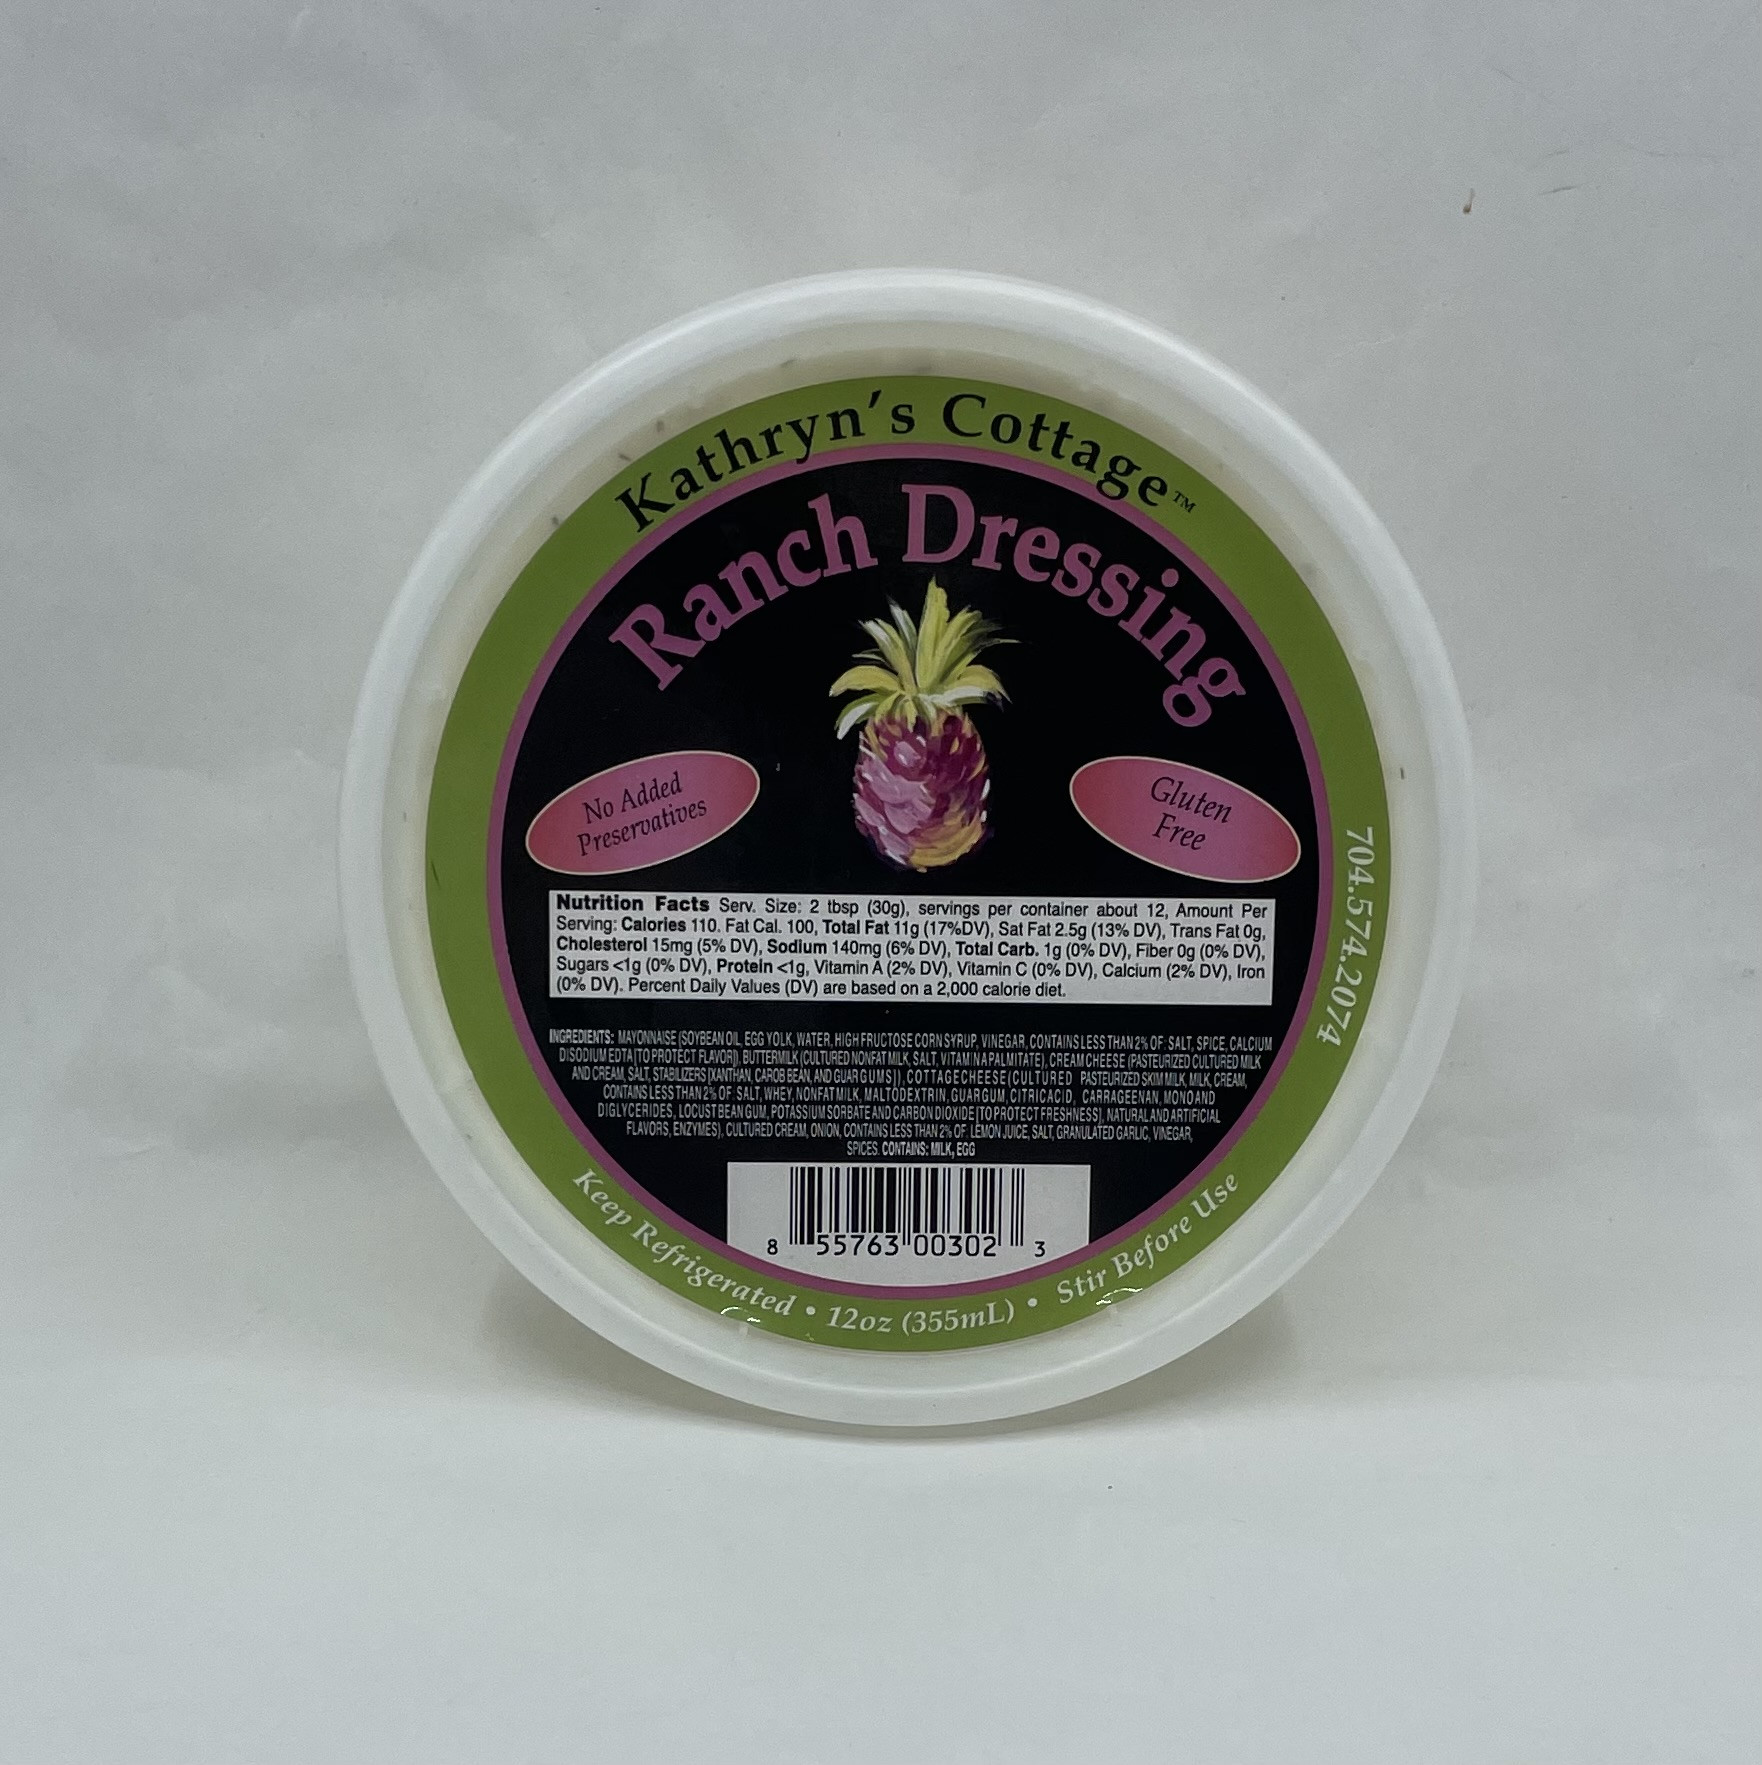 Kathryn's Cottage™
Ranch Dressing
No Added
Preservatives
Gluten
Free
704.574.2074
Nutrition Facts Serv. Size: 2 tbsp (30g), servings per container about 12, Amount Per
Serving: Calories 110. Fat Cal. 100, Total Fat 11g (17%DV), Sat Fat 2.5g (13% DV), Trans Fat 0g,
Cholesterol 15mg (5% DV), Sodium 140mg (6% DV), Total Carb. 1g (0% DV), Fiber 0g (0% DV),
Sugars <1g (0% DV), Protein <1g, Vitamin A (2% DV), Vitamin C (0% DV), Calcium (2% DV), Iron
(0% DV). Percent Daily Values (DV) are based on a 2,000 calorie diet.
INGREDIENTS: MAYONNAISE (SOYBEAN OIL, EGG YOLK, WATER, HIGH FRUCTOSE CORN SYRUP, VINEGAR, CONTAINS LESS THAN 2% OF: SALT, SPICE, CALCIUM
DISODIUM EDTA [TO PROTECT FLAVOR]), BUTTERMILK (CULTURED NONFAT MILK, SALT, VITAMIN A PALMITATE), CREAM CHEESE (PASTEURIZED CULTURED MILK
AND CREAM, SALT, STABILIZERS [XANTHAN, CAROB BEAN, AND GUAR GUMS]), COTTAGE CHEESE (CULTURED PASTEURIZED SKIM MILK, MILK, CREAM,
CONTAINS LESS THAN 2% OF: SALT, WHEY, NONFAT MILK, MALTODEXTRIN, GUAR GUM, CITRIC ACID, CARRAGEENAN, MONO AND
DIGLYCERIDES, LOCUST BEAN GUM, POTASSIUM SORBATE AND CARBON DIOXIDE [TO PROTECT FRESHNESS], NATURAL AND ARTIFICIAL
FLAVORS, ENZYMES), CULTURED CREAM, ONION, CONTAINS LESS THAN 2% OF: LEMON JUICE, SALT, GRANULATED GARLIC, VINEGAR,
SPICES. CONTAINS: MILK, EGG
8 55763 00302 3
Keep Refrigerated • 12oz (355mL) • Stir Before Use